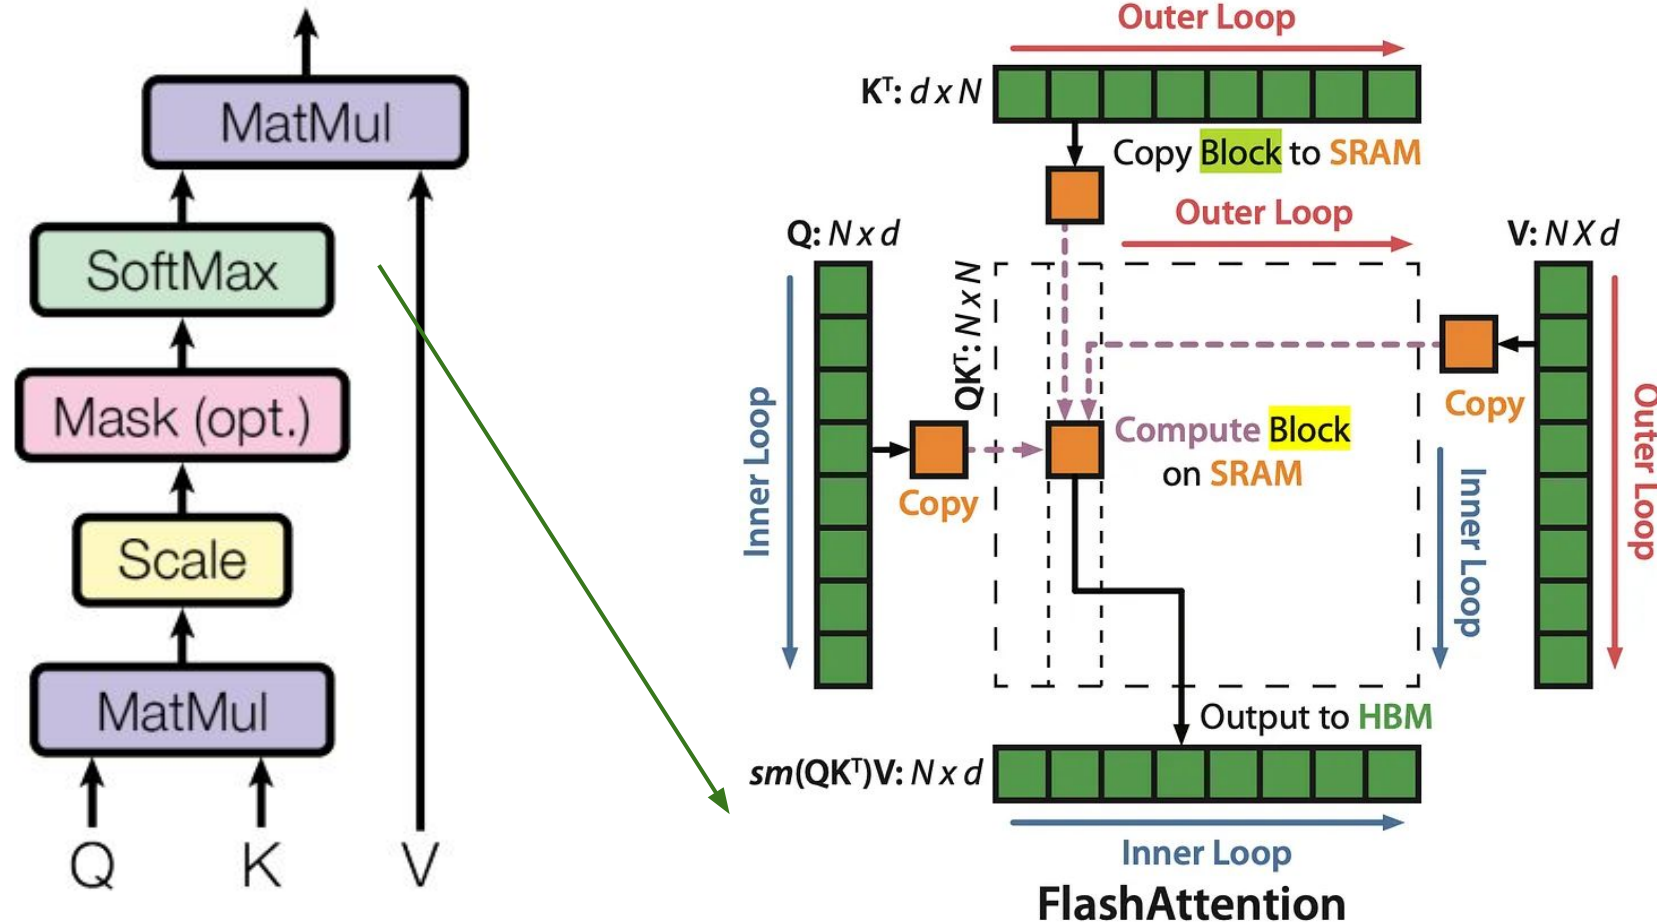 MatMul
SoftMax
Mask (opt.)
Scale
MatMul
Q
K
V
Outer Loop
Kᵀ: d x N
Copy Block to SRAM
Outer Loop
Q: N x d
V: N X d
QKᵀ: N x N
Inner Loop
Copy
Compute Block
on SRAM
Copy
Inner Loop
Outer Loop
Output to HBM
sm(QKᵀ)V: N x d
Inner Loop
FlashAttention